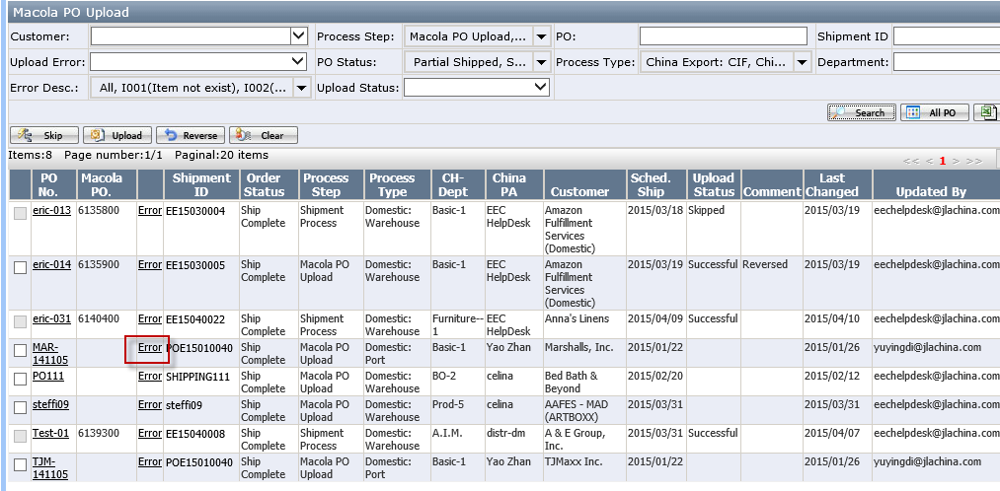 Macola PO Upload
Customer: Process Step: Macola PO Upload,... PO: Shipment ID
Upload Error: PO Status: Partial Shipped, S... Process Type: China Export: CIF, Chi... Department:
Error Desc.: All, I001(Item not exist), I002(... Upload Status:
Search All PO
Skip Upload Reverse Clear
Items:8 Page number:1/1 Paginal:20 items << < 1 > >>
PO No. Macola PO. Shipment ID Order Status Process Step Process Type CH-Dept China PA Customer Sched. Ship Upload Status Comment Last Changed Updated By
eric-013 6135800 Error EE15030004 Ship Complete Shipment Process Domestic: Warehouse Basic-1 EEC HelpDesk Amazon Fulfillment Services (Domestic) 2015/03/18 Skipped 2015/03/19 eechelpdesk@jlachina.com
eric-014 6135900 Error EE15030005 Ship Complete Macola PO Upload Domestic: Warehouse Basic-1 EEC HelpDesk Amazon Fulfillment Services (Domestic) 2015/03/19 Successful Reversed 2015/03/19 eechelpdesk@jlachina.com
eric-031 6140400 Error EE15040022 Ship Complete Shipment Process Domestic: Warehouse Furniture--1 EEC HelpDesk Anna's Linens 2015/04/09 Successful 2015/04/10 eechelpdesk@jlachina.com
MAR-141105 Error POE15010040 Ship Complete Macola PO Upload Domestic: Port Basic-1 Yao Zhan Marshalls, Inc. 2015/01/22 2015/01/26 yuyingdi@jlachina.com
PO111 Error SHIPPING111 Ship Complete Macola PO Upload Domestic: Warehouse BO-2 celina Bed Bath & Beyond 2015/02/20 2015/02/12 eechelpdesk@jlachina.com
steffi09 Error steffi09 Ship Complete Macola PO Upload Domestic: Warehouse Prod-5 celina AAFES - MAD (ARTBOXX) 2015/03/31 2015/03/31 eechelpdesk@jlachina.com
Test-01 6139300 Error EE15040008 Ship Complete Shipment Process Domestic: Warehouse A.I.M. distr-dm A & E Group, Inc. 2015/03/31 Successful 2015/04/07 eechelpdesk@jlachina.com
TJM-141105 Error POE15010040 Ship Complete Macola PO Upload Domestic: Warehouse Basic-1 Yao Zhan TJMaxx Inc. 2015/01/22 2015/01/26 yuyingdi@jlachina.com